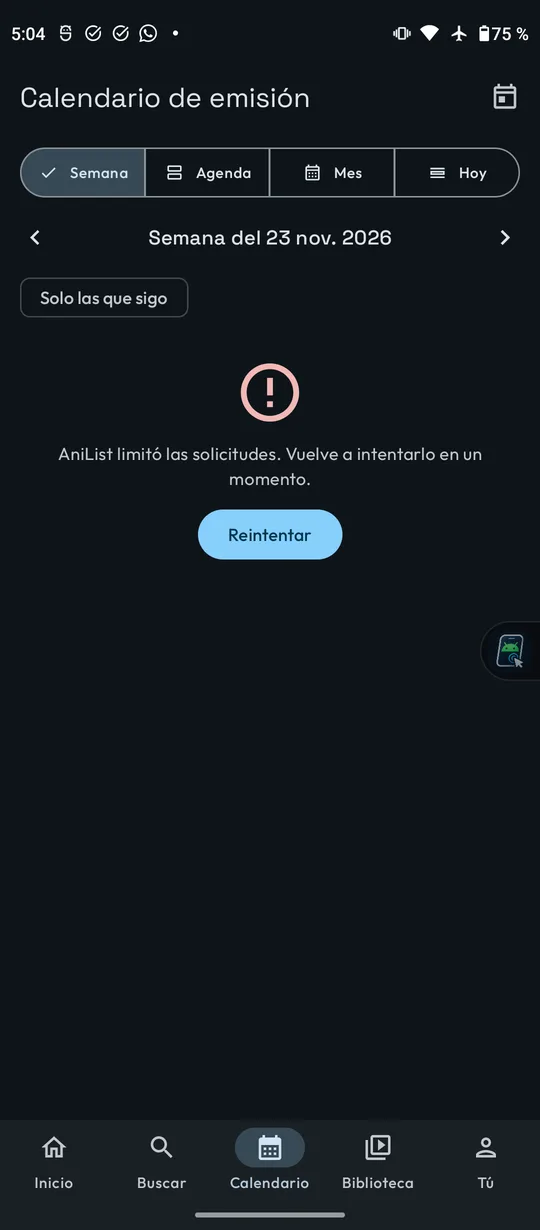 5:04
75 %
Calendario de emisión
Semana
Agenda
Mes
Hoy
Semana del 23 nov. 2026
Solo las que sigo
AniList limitó las solicitudes. Vuelve a intentarlo en un
momento.
Reintentar
Inicio
Buscar
Calendario
Biblioteca
Tú